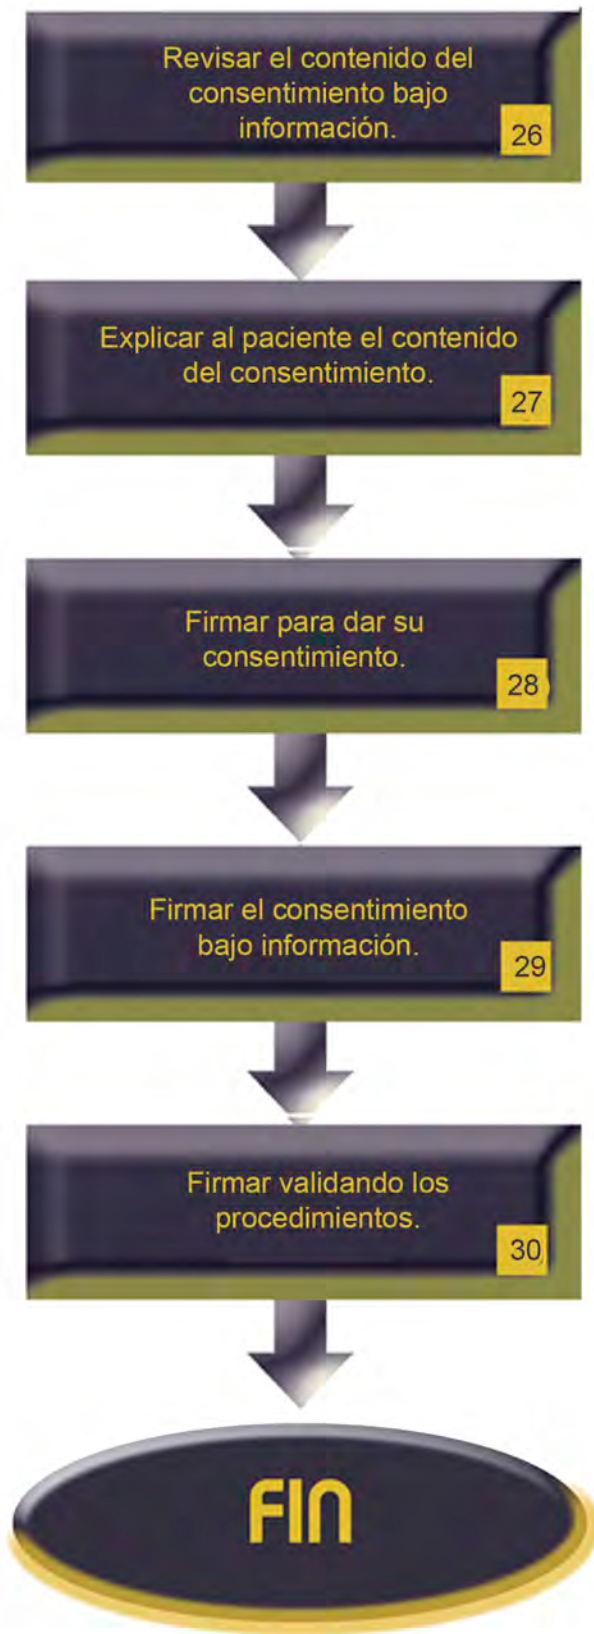 Revisar el contenido del
consentimiento bajo
información.
26
Explicar al paciente el contenido
del consentimiento.
27
Firmar para dar su
consentimiento.
28
Firmar el consentimiento
bajo información.
29
Firmar validando los
procedimientos.
30
FIN